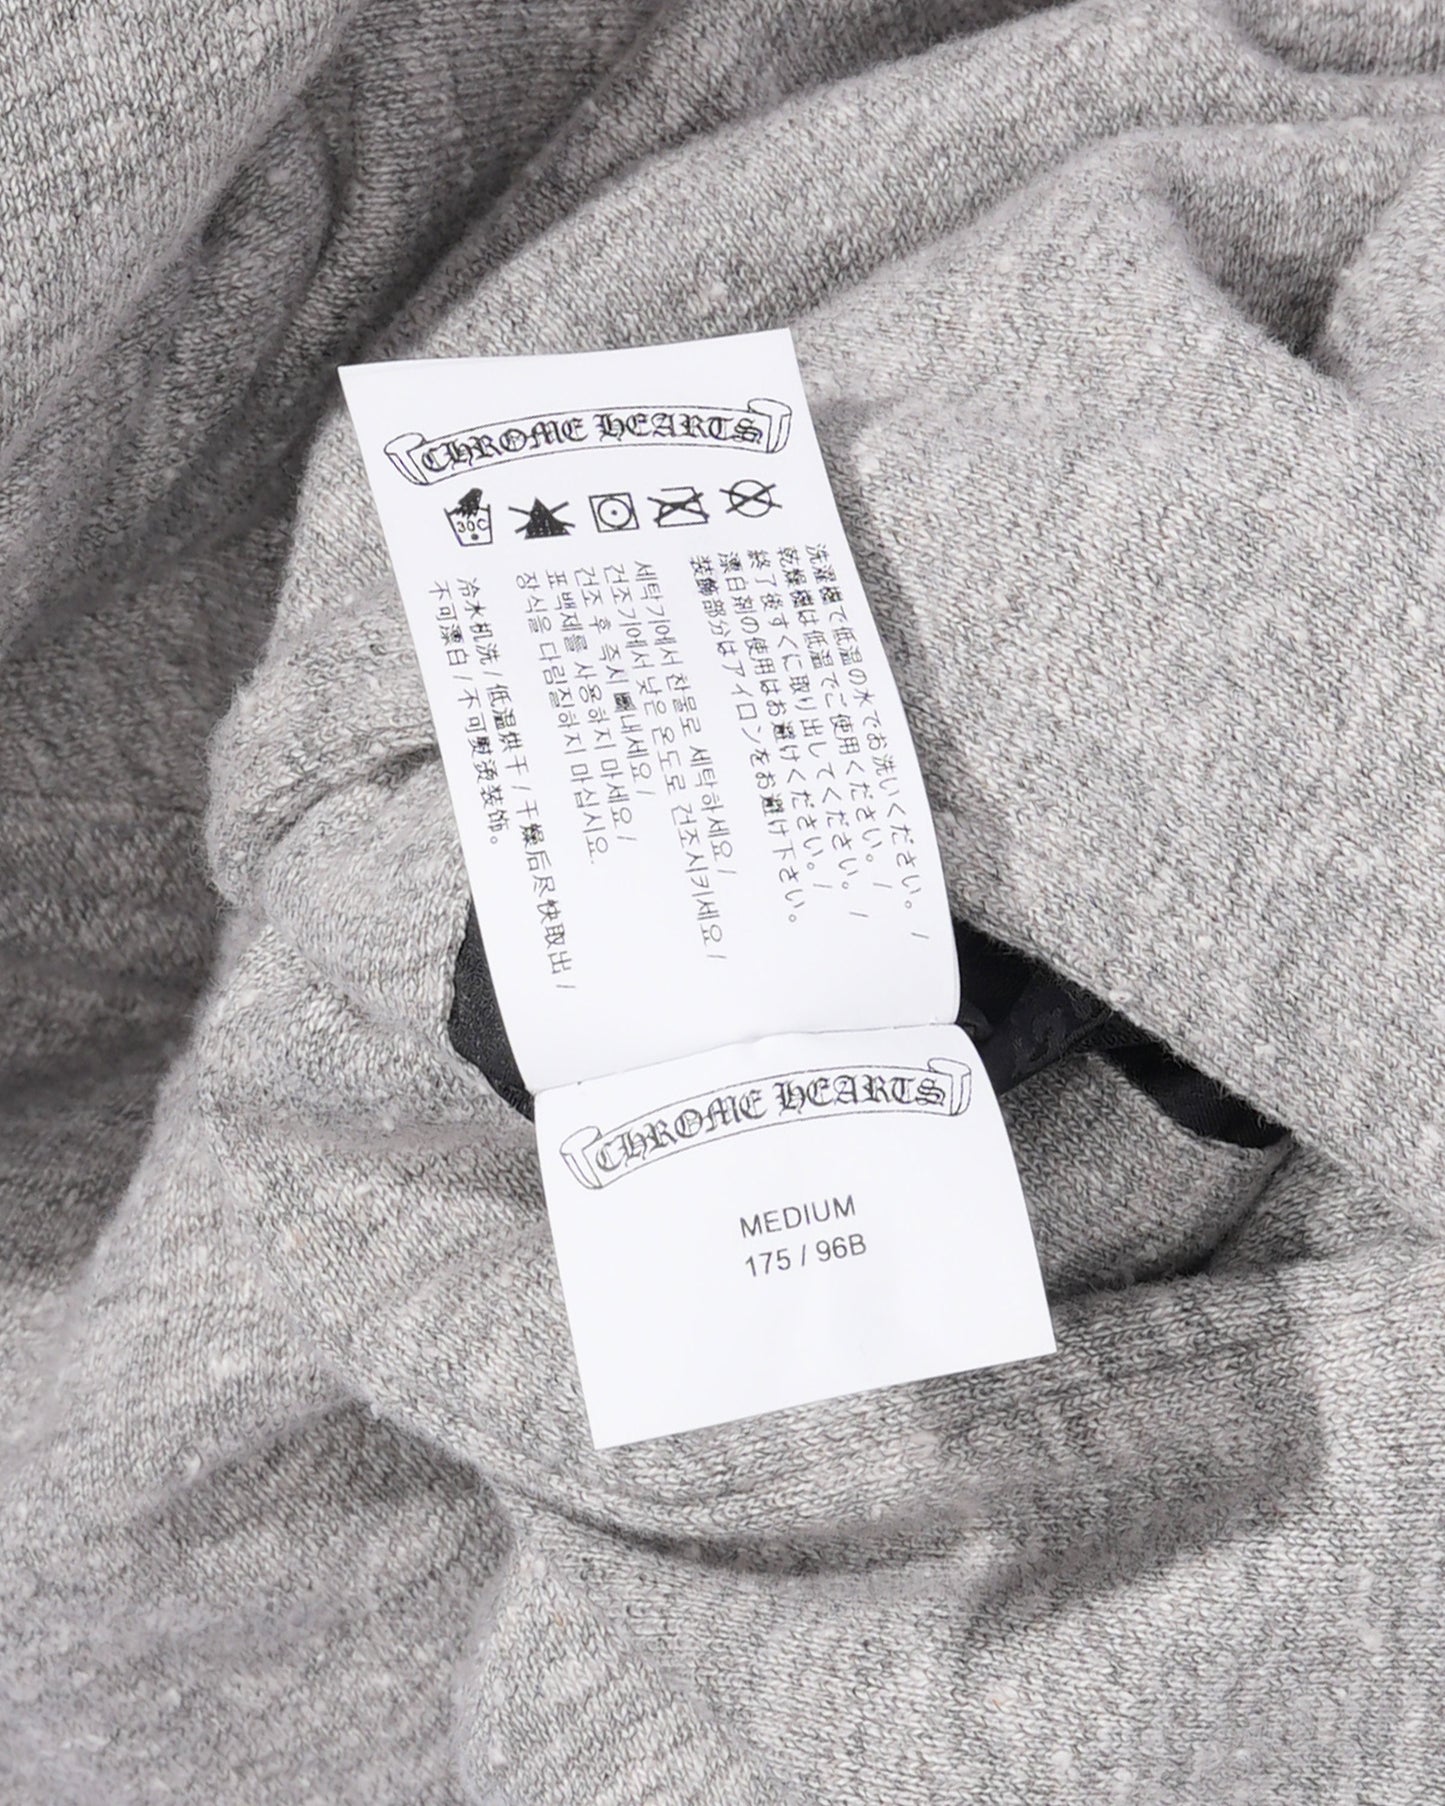 CHROME HEARTS
30C
洗濯機で低温の水でお洗いください。/
乾燥機は低温でご使用ください。/
終了後すぐに取り出してください。/
漂白剤の使用はお避けください。/
装飾部分はアイロンをお避け下さい。
세탁기에서 찬물로 세탁하세요/
건조기에서 낮은 온도로 건조시키세요/
건조 후 즉시 꺼내세요/
표백제를 사용하지 마세요/
장식을 다림질하지 마십시요.
冷水机洗/低温烘干/干燥后尽快取出/
不可漂白/不可熨烫装饰。
CHROME HEARTS
MEDIUM
175 / 96B